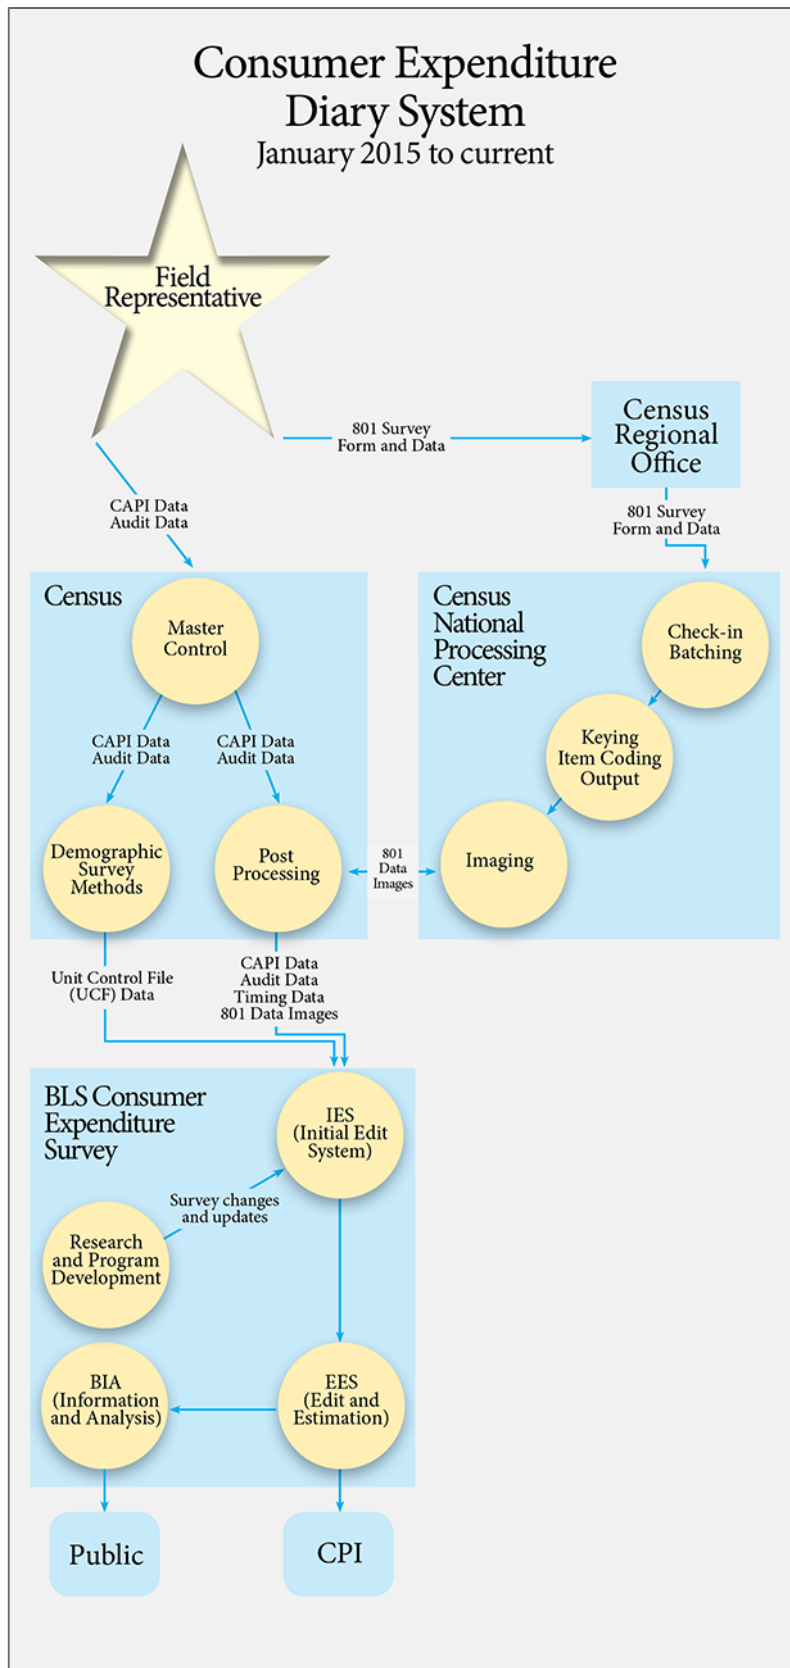 Consumer Expenditure
Diary System
January 2015 to current
Field
Representative
801 Survey
Form and Data
Census
Regional
Office
CAPI Data
Audit Data
801 Survey
Form and Data
Census
Master
Control
Census
National
Processing
Center
Check-in
Batching
CAPI Data
Audit Data
CAPI Data
Audit Data
Keying
Item Coding
Output
Demographic
Survey
Methods
Post
Processing
801
Data
Images
Imaging
Unit Control File
(UCF) Data
CAPI Data
Audit Data
Timing Data
801 Data Images
BLS Consumer
Expenditure
Survey
IES
(Initial Edit
System)
Survey changes
and updates
Research
and Program
Development
BIA
(Information
and Analysis)
EES
(Edit and
Estimation)
Public
CPI